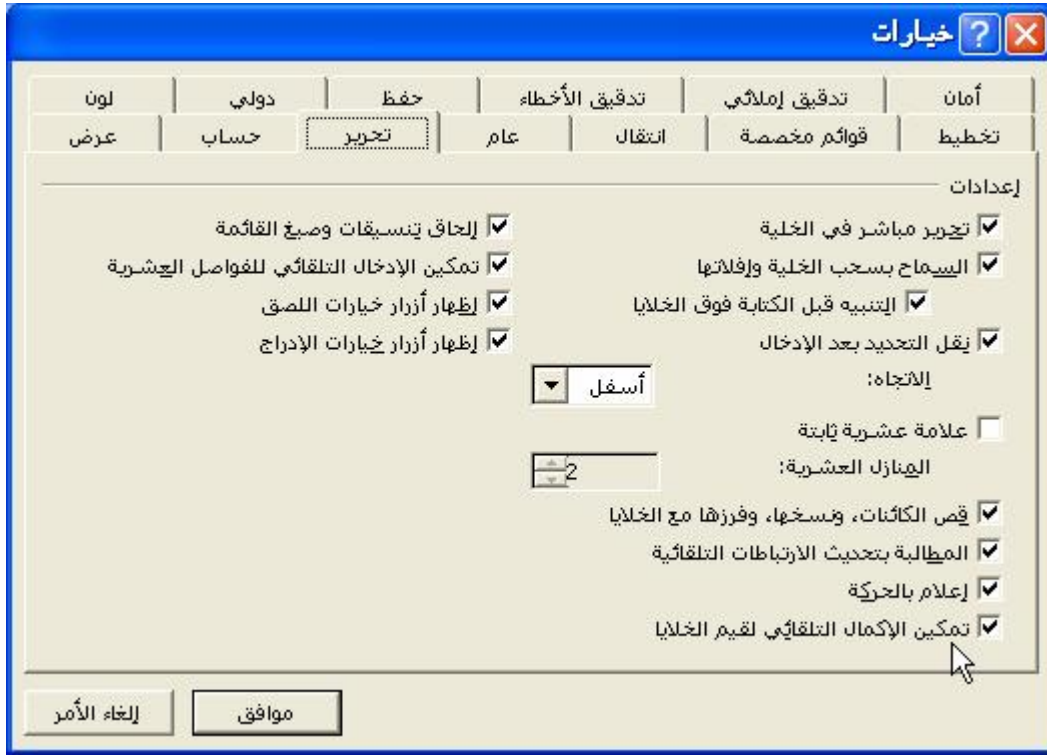 خيارات
أمان تدقيق إملائي تدقيق الأخطاء حفظ دولي لون
تخطيط قوائم مخصصة انتقال عام تحرير حساب عرض
إعدادات
تحرير مباشر في الخلية
السماح بسحب الخلية وإفلاتها
التنبيه قبل الكتابة فوق الخلايا
نقل التحديد بعد الإدخال
الاتجاه: أسفل
علامة عشرية ثابتة
المنازل العشرية: 2
قص الكائنات، ونسخها، وفرزها مع الخلايا
المطالبة بتحديث الارتباطات التلقائية
إعلام بالحركة
تمكين الإكمال التلقائي لقيم الخلايا
إلحاق تنسيقات وصيغ القائمة
تمكين الإدخال التلقائي للفواصل العشرية
إظهار أزرار خيارات اللصق
إظهار أزرار خيارات الإدراج
موافق إلغاء الأمر